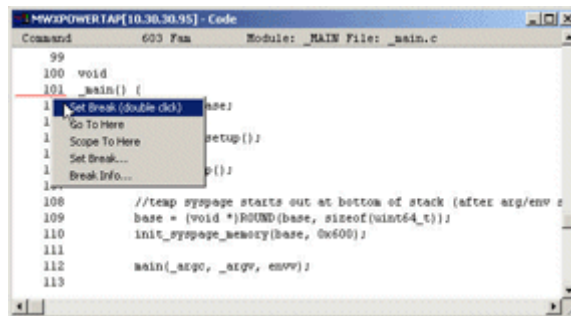 MWXPOWERTAP[10.30.30.95] - Code
Command 603 Fam Module: _MAIN File: _main.c
99
100 void
101 _main() {
Set Break (double click) ase;
Go To Here
Scope To Here etup();
Set Break...
Break Info... p();
108 //temp syspage starts out at bottom of stack (after arg/env s
109 base = (void *)ROUND(base, sizeof(uint64_t));
110 init_syspage_memory(base, 0x600);
111
112 main(_argc, _argv, envv);
113